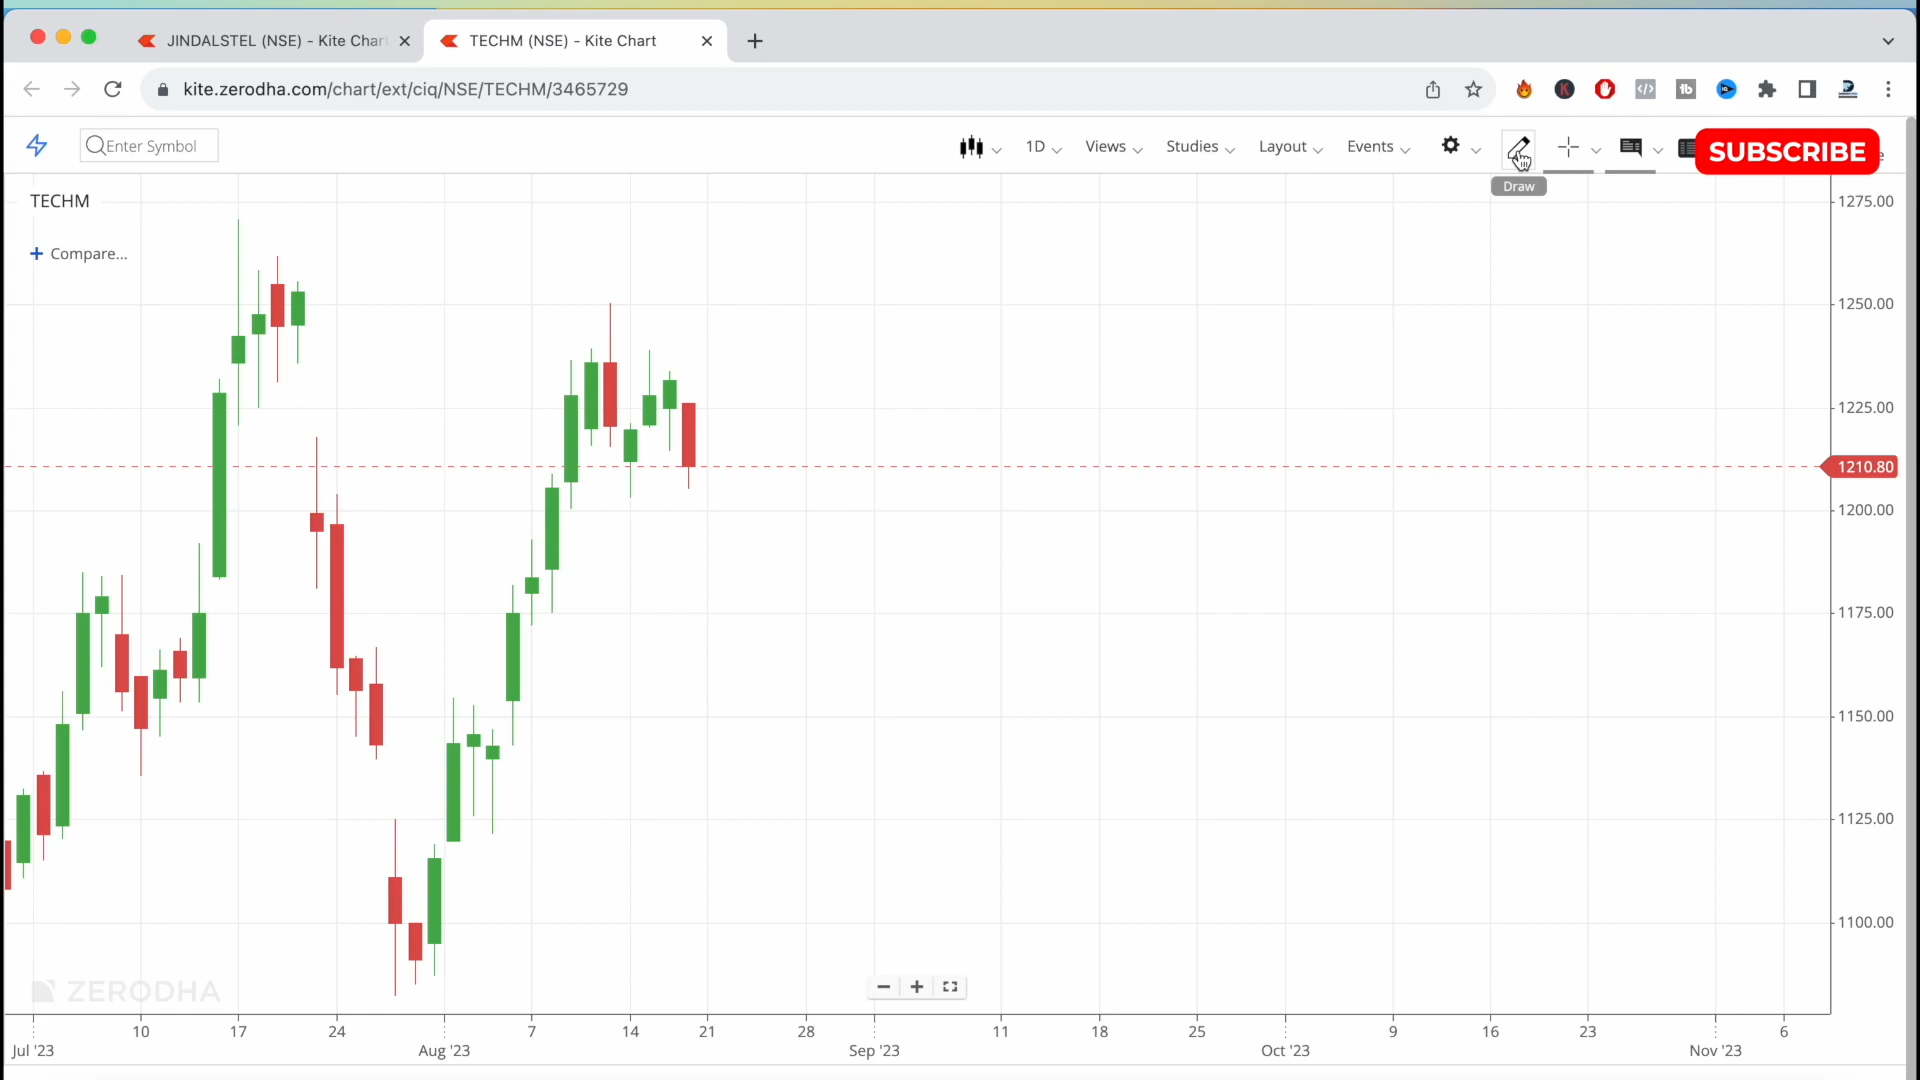 JINDALSTEL (NSE) - Kite Char
TECHM (NSE) - Kite Chart
kite.zerodha.com/chart/ext/ciq/NSE/TECHM/3465729
Enter Symbol
1D
Views
Studies
Layout
Events
SUBSCRIBE
Draw
TECHM
+ Compare...
1275.00
1250.00
1225.00
1210.80
1200.00
1175.00
1150.00
1125.00
1100.00
ZERODHA
10 17 24 7 14 21 28 11 18 25 9 16 23 6
Jul '23 Aug '23 Sep '23 Oct '23 Nov '23